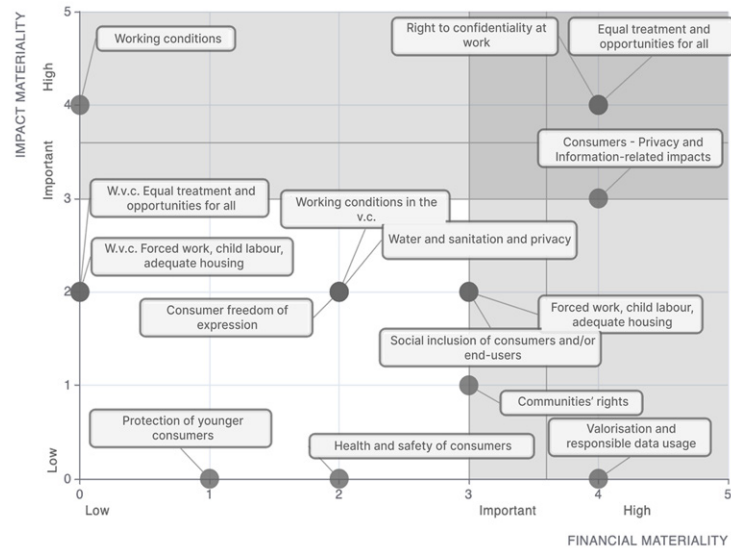 IMPACT MATERIALITY
High
Important
Low
5
4
3
2
1
0
Working conditions
Right to confidentiality at
work
Equal treatment and
opportunities for all
Consumers - Privacy and
Information-related impacts
W.v.c. Equal treatment and
opportunities for all
Working conditions in the
v.c.
Water and sanitation and privacy
W.v.c. Forced work, child labour,
adequate housing
Consumer freedom of
expression
Forced work, child labour,
adequate housing
Social inclusion of consumers and/or
end-users
Communities' rights
Protection of younger
consumers
Health and safety of consumers
Valorisation and
responsible data usage
0
1
2
3
4
5
Low
Important
High
FINANCIAL MATERIALITY